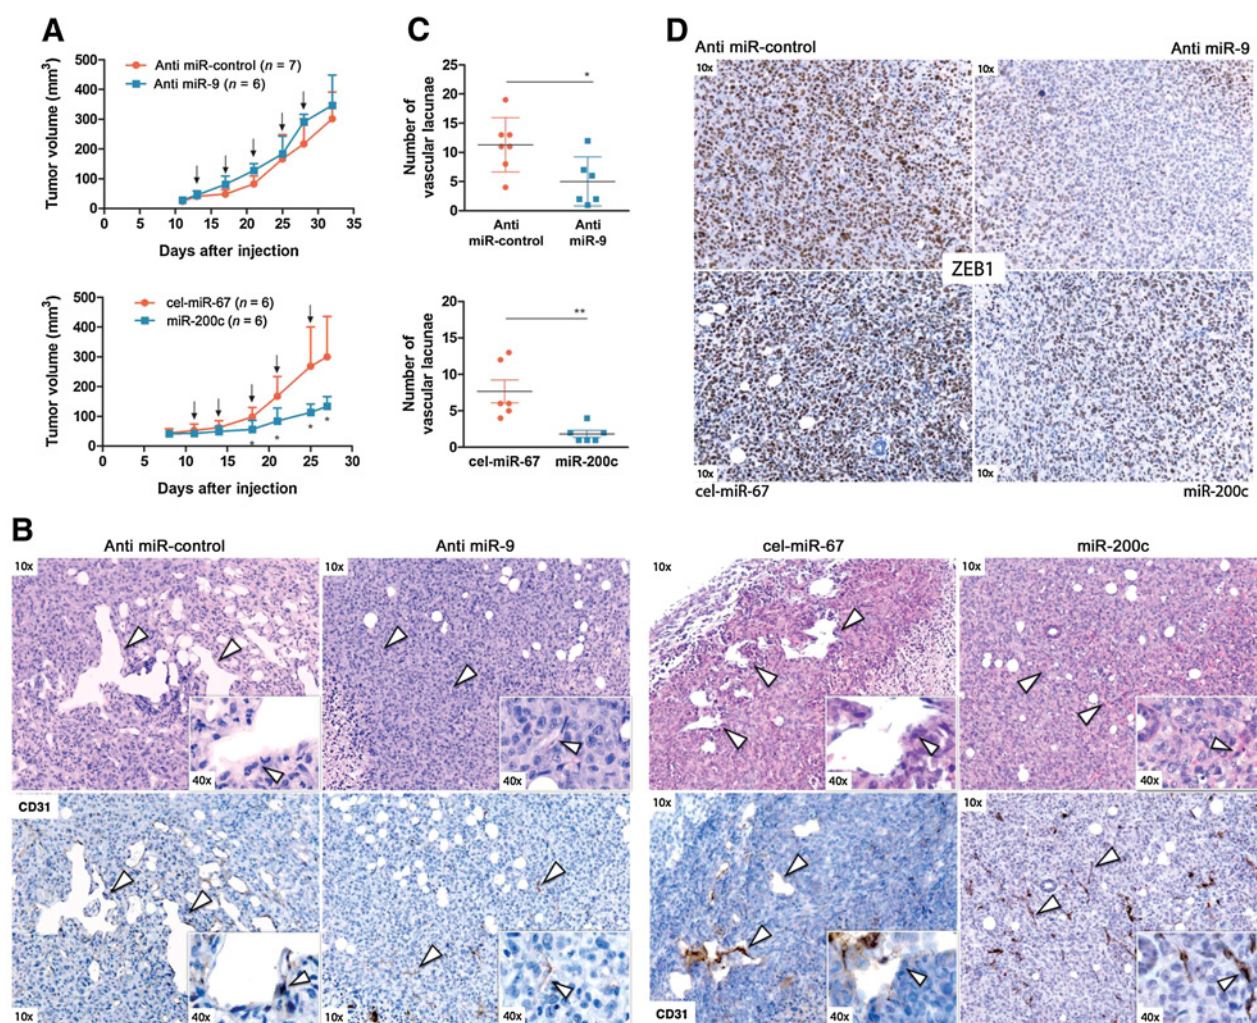 A
Tumor volume (mm³)
500
400
300
200
100
0
Anti miR-control (n = 7)
Anti miR-9 (n = 6)
0 5 10 15 20 25 30 35
Days after injection
Tumor volume (mm³)
500
400
300
200
100
0
cel-miR-67 (n = 6)
miR-200c (n = 6)
* * * *
0 5 10 15 20 25 30
Days after injection
C
Number of
vascular lacunae
25
20
15
10
5
0
*
Anti
miR-control
Anti
miR-9
Number of
vascular lacunae
20
15
10
5
0
**
cel-miR-67 miR-200c
D
Anti miR-control Anti miR-9
10x 10x
ZEB1
10x 10x
cel-miR-67 miR-200c
B
Anti miR-control Anti miR-9 cel-miR-67 miR-200c
10x 10x 10x 10x
40x 40x 40x 40x
CD31 10x 10x
10x 40x 10x 40x CD31 40x 40x